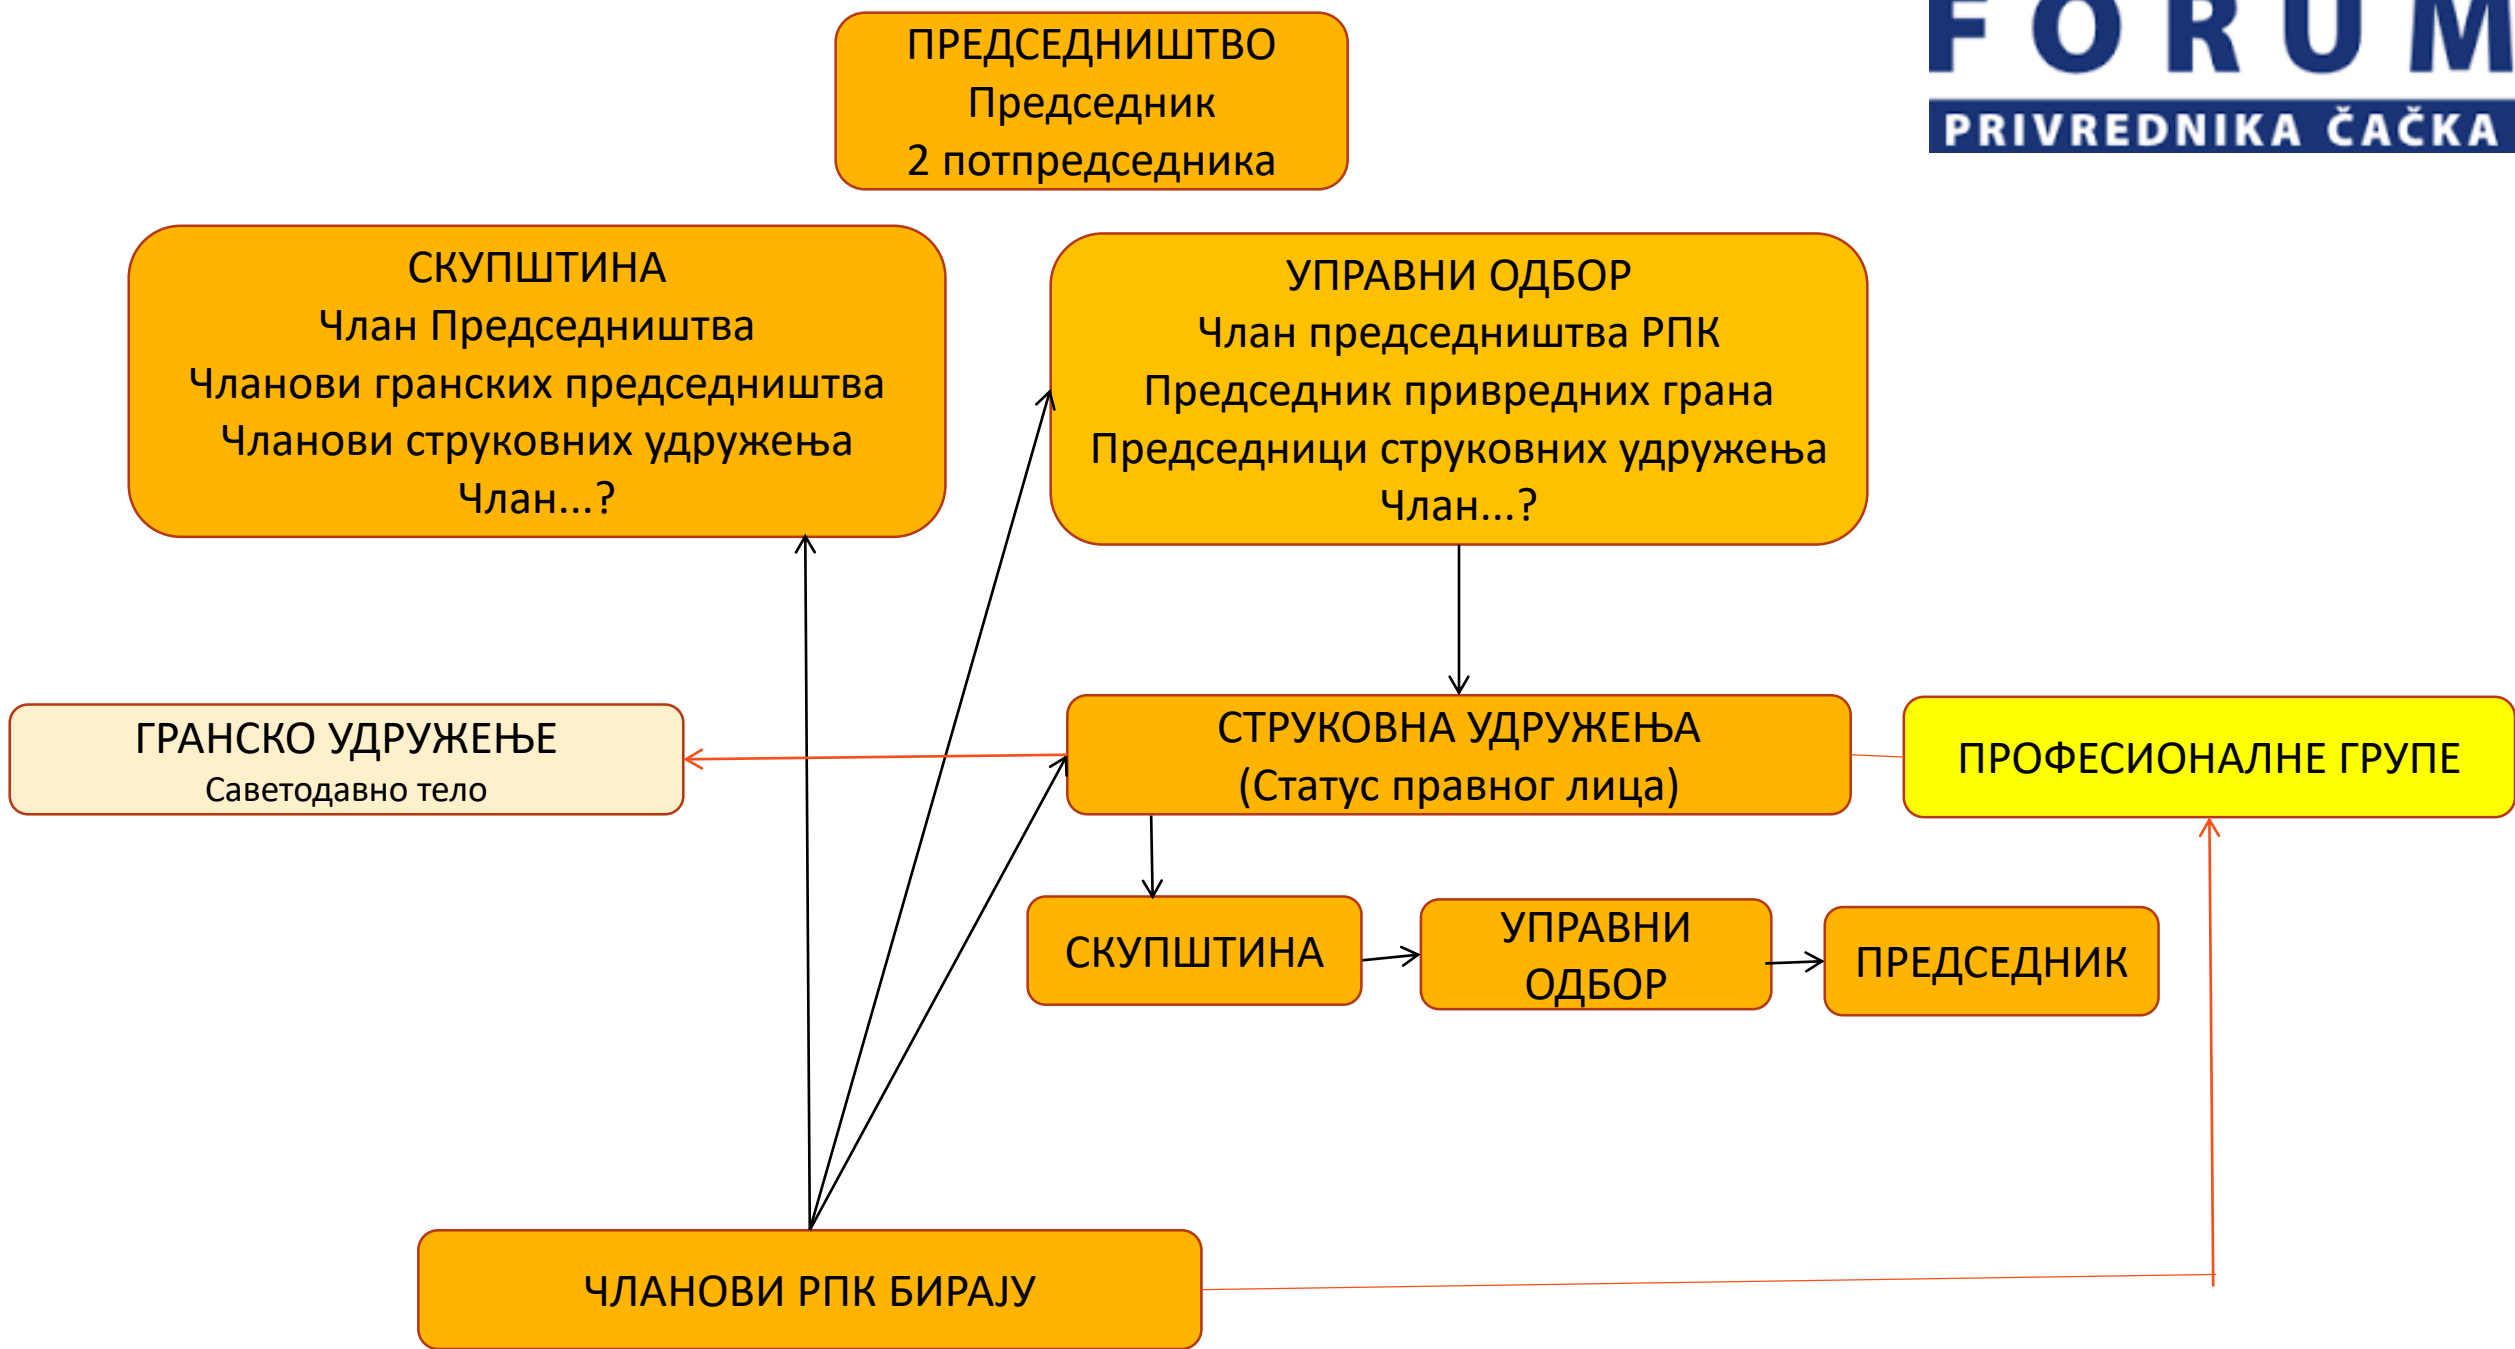 ПРЕДСЕДНИШТВО
Председник
2 потпредседника
FORUM
PRIVREDNIKA ČAČKA
СКУПШТИНА
Члан Председништва
Чланови гранских председништва
Чланови струковних удружења
Члан...?
УПРАВНИ ОДБОР
Члан председништва РПК
Председник привредних грана
Председници струковних удружења
Члан...?
ГРАНСКО УДРУЖЕЊЕ
Саветодавно тело
СТРУКОВНА УДРУЖЕЊА
(Статус правног лица)
ПРОФЕСИОНАЛНЕ ГРУПЕ
СКУПШТИНА
УПРАВНИ
ОДБОР
ПРЕДСЕДНИК
ЧЛАНОВИ РПК БИРАЈУ